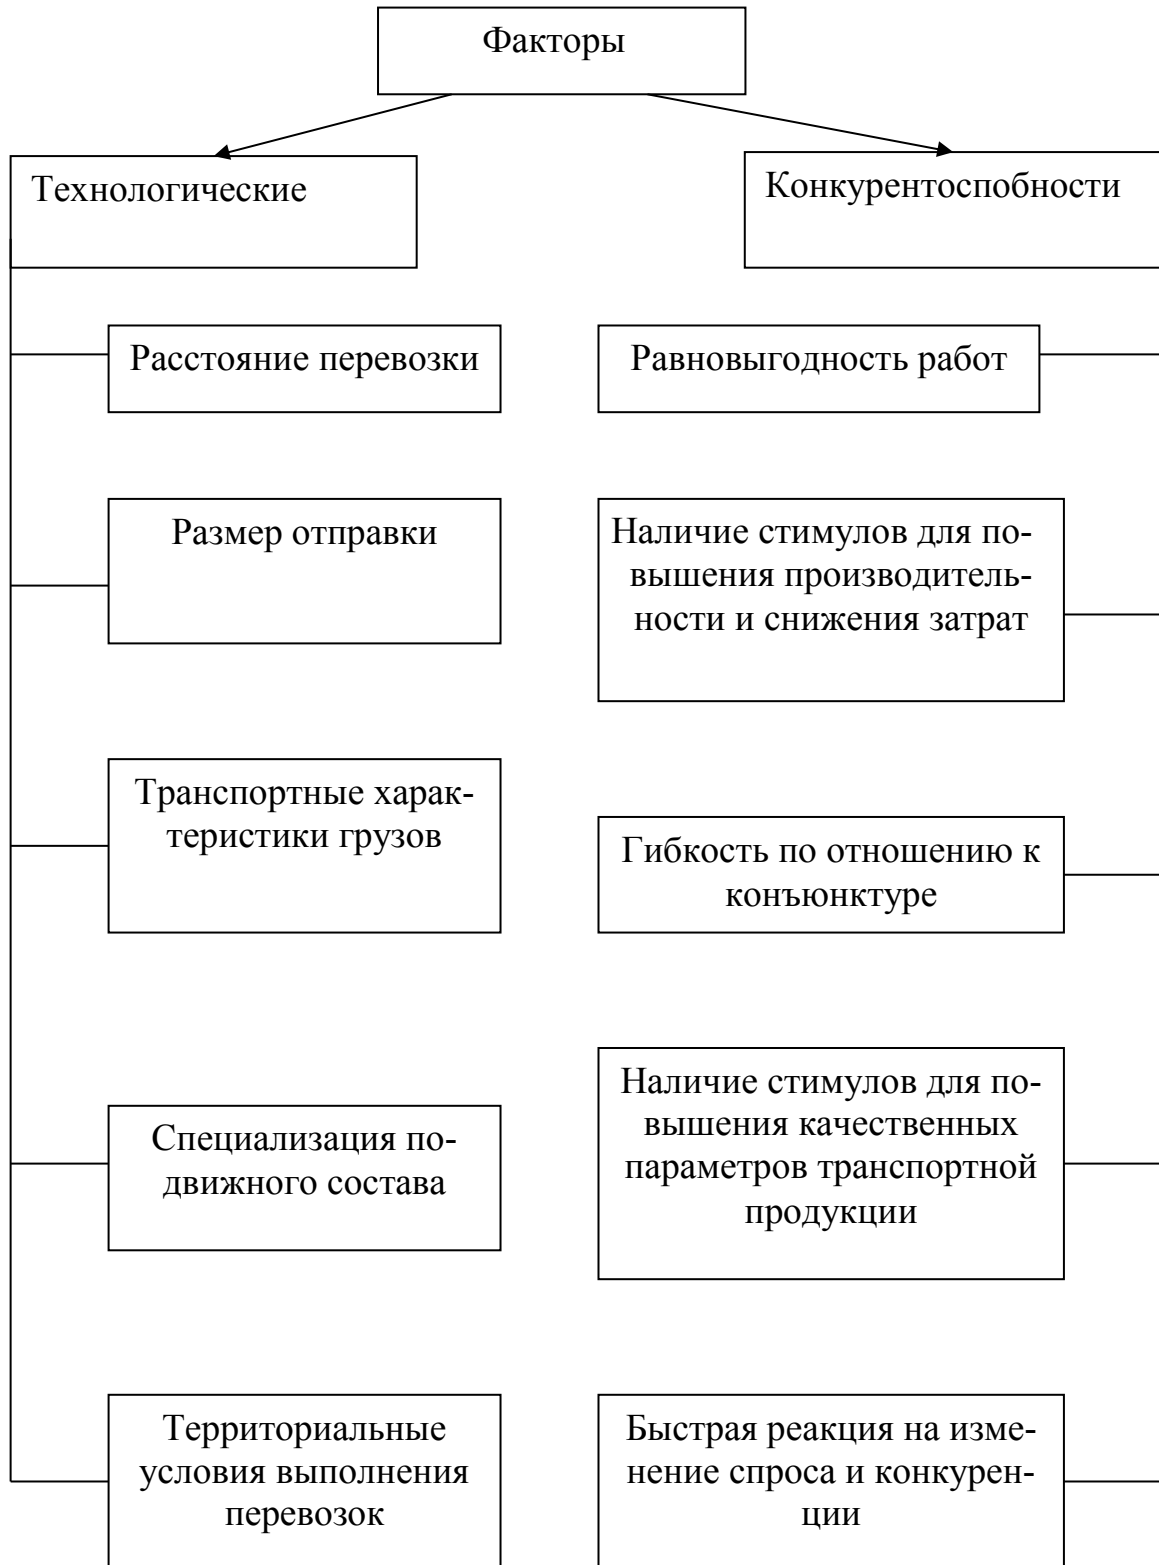 Факторы
Технологические
Конкурентоспобности
Расстояние перевозки
Равновыгодность работ
Размер отправки
Наличие стимулов для по-
вышения производитель-
ности и снижения затрат
Транспортные харак-
теристики грузов
Гибкость по отношению к
конъюнктуре
Специализация по-
движного состава
Наличие стимулов для по-
вышения качественных
параметров транспортной
продукции
Территориальные
условия выполнения
перевозок
Быстрая реакция на изме-
нение спроса и конкурен-
ции